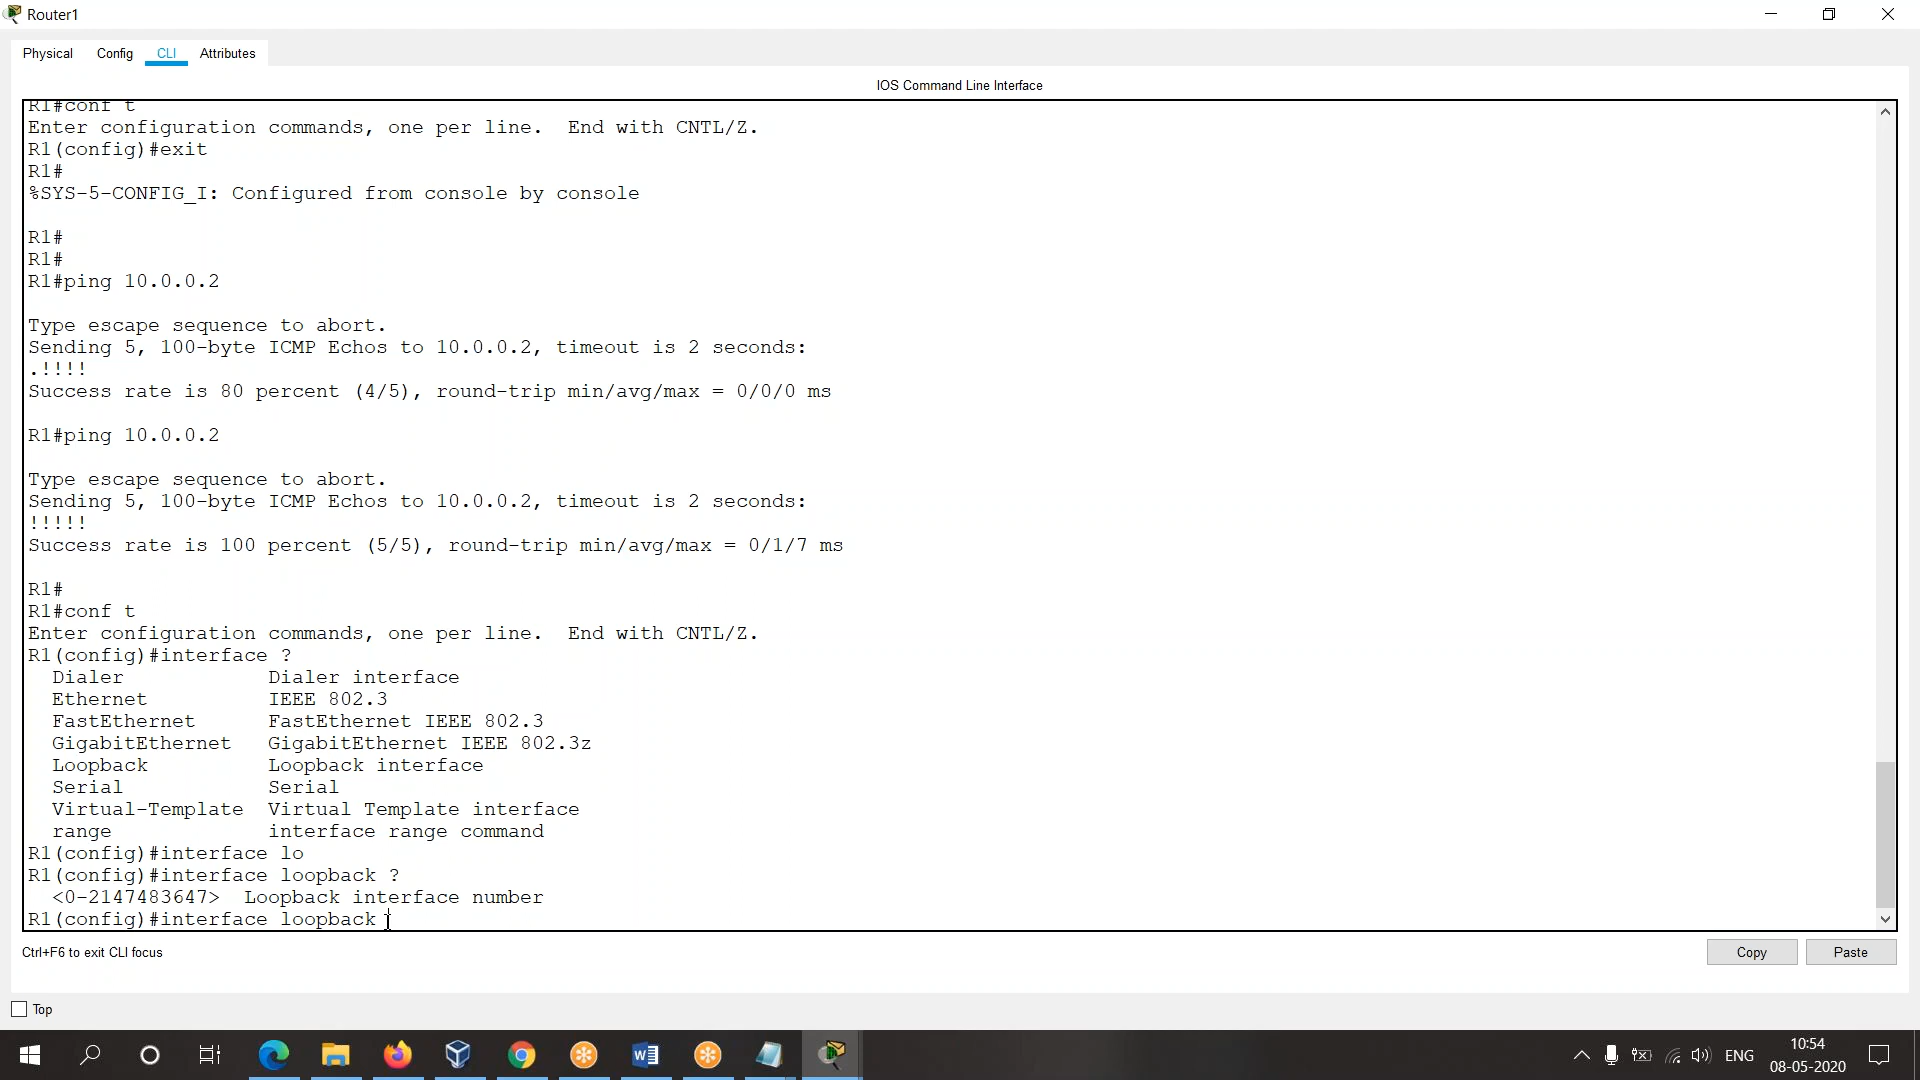 Router1
Physical Config CLI Attributes
IOS Command Line Interface
R1#conf t
Enter configuration commands, one per line.  End with CNTL/Z.
R1(config)#exit
R1#
%SYS-5-CONFIG_I: Configured from console by console
R1#
R1#
R1#ping 10.0.0.2
Type escape sequence to abort.
Sending 5, 100-byte ICMP Echos to 10.0.0.2, timeout is 2 seconds:
.!!!!
Success rate is 80 percent (4/5), round-trip min/avg/max = 0/0/0 ms
R1#ping 10.0.0.2
Type escape sequence to abort.
Sending 5, 100-byte ICMP Echos to 10.0.0.2, timeout is 2 seconds:
!!!!!
Success rate is 100 percent (5/5), round-trip min/avg/max = 0/1/7 ms
R1#
R1#conf t
Enter configuration commands, one per line.  End with CNTL/Z.
R1(config)#interface ?
Dialer Dialer interface
Ethernet IEEE 802.3
FastEthernet FastEthernet IEEE 802.3
GigabitEthernet GigabitEthernet IEEE 802.3z
Loopback Loopback interface
Serial Serial
Virtual-Template Virtual Template interface
range interface range command
R1(config)#interface lo
R1(config)#interface loopback ?
<0-2147483647> Loopback interface number
R1(config)#interface loopback
Ctrl+F6 to exit CLI focus
Copy Paste
Top
ENG
10:54
08-05-2020